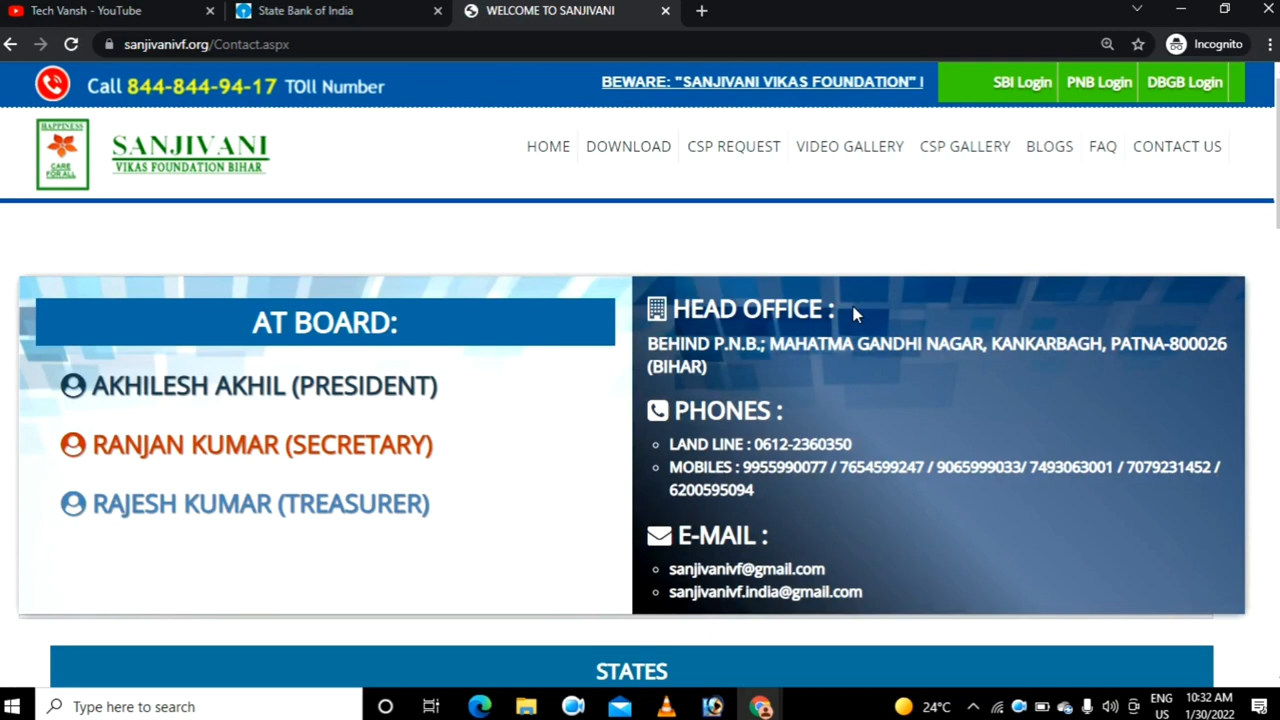 Tech Vansh - YouTube
State Bank of India
WELCOME TO SANJIVANI
sanjivanivf.org/Contact.aspx
Incognito
Call 844-844-94-17 TOll Number
BEWARE: "SANJIVANI VIKAS FOUNDATION" I
SBI Login
PNB Login
DBGB Login
HAPPINESS
CARE
FOR ALL
SANJIVANI
VIKAS FOUNDATION BIHAR
HOME
DOWNLOAD
CSP REQUEST
VIDEO GALLERY
CSP GALLERY
BLOGS
FAQ
CONTACT US
AT BOARD:
AKHILESH AKHIL (PRESIDENT)
RANJAN KUMAR (SECRETARY)
RAJESH KUMAR (TREASURER)
HEAD OFFICE :
BEHIND P.N.B.; MAHATMA GANDHI NAGAR, KANKARBAGH, PATNA-800026
(BIHAR)
PHONES :
LAND LINE : 0612-2360350
MOBILES : 9955990077 / 7654599247 / 9065999033/ 7493063001 / 7079231452 /
6200595094
E-MAIL :
sanjivanivf@gmail.com
sanjivanivf.india@gmail.com
STATES
Type here to search
24°C
ENG
US
10:32 AM
1/30/2022